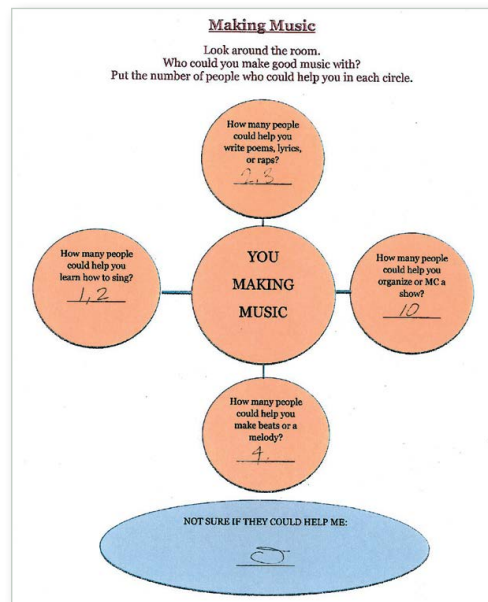 Making Music
Look around the room.
Who could you make good music with?
Put the number of people who could help you in each circle.
How many people
could help you
write poems, lyrics,
or raps?
2,3
How many people
could help you
learn how to sing?
1,2
YOU
MAKING
MUSIC
How many people
could help you
organize or MC a
show?
10
How many people
could help you
make beats or a
melody?
4.
NOT SURE IF THEY COULD HELP ME: